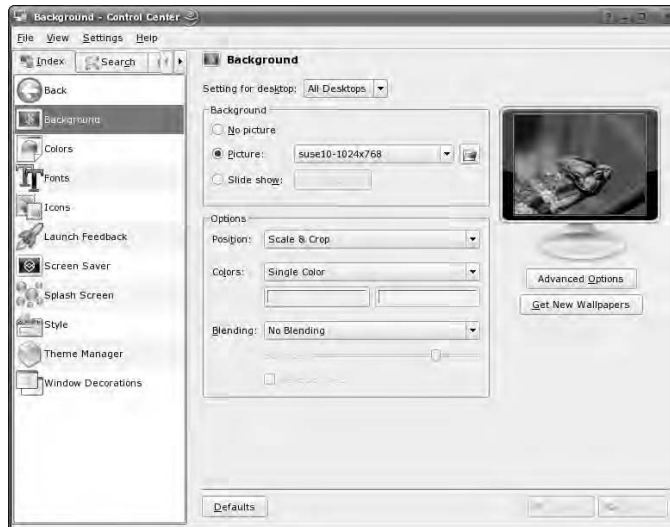 Background - Control Center
File View Settings Help
Index Search
Back
Background
Colors
Fonts
Icons
Launch Feedback
Screen Saver
Splash Screen
Style
Theme Manager
Window Decorations
Background
Setting for desktop: All Desktops
Background
No picture
Picture: suse10-1024x768
Slide show:
Options
Position: Scale & Crop
Colors: Single Color
Blending: No Blending
Advanced Options
Get New Wallpapers
Defaults